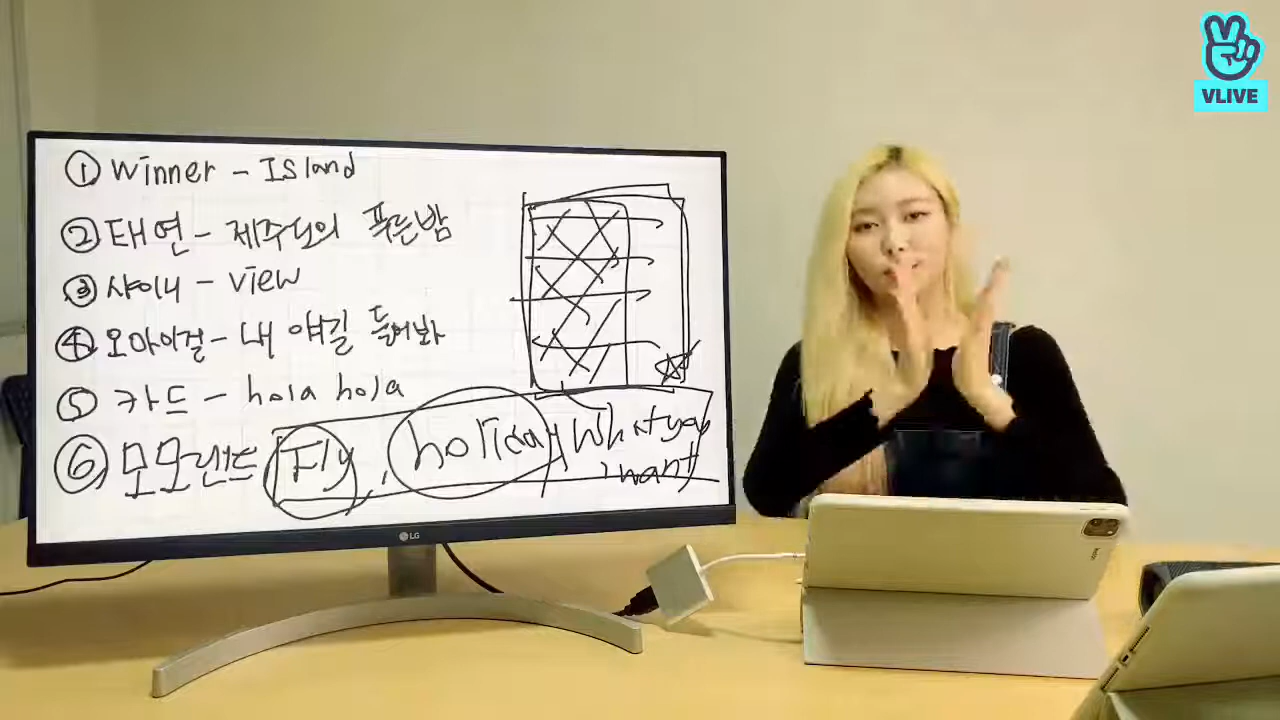 VLIVE
① Winner - Island
② 태연 - 제주도의 푸른밤
③ 샤이니 - view
④ 오마이걸 - 내 얘길 들어봐
⑤ 카드 - hola hola
⑥ 모모랜드 Fly, holiday, What you want
LG